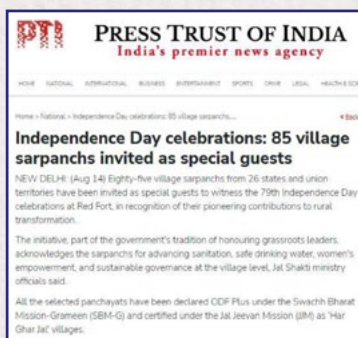 PTI
PRESS TRUST OF INDIA
India's premier news agency
HOME NATIONAL INTERNATIONAL BUSINESS ENTERTAINMENT SPORTS CRIME LEGAL HEALTH & SCIE
Home » National » Independence Day celebrations: 85 village sarpanchs...
Independence Day celebrations: 85 village
sarpanchs invited as special guests
NEW DELHI: (Aug 14) Eighty-five village sarpanchs from 26 states and union
territories have been invited as special guests to witness the 79th Independence Day
celebrations at Red Fort, in recognition of their pioneering contributions to rural
transformation.
The initiative, part of the government's tradition of honouring grassroots leaders,
acknowledges the sarpanchs for advancing sanitation, safe drinking water, women's
empowerment, and sustainable governance at the village level, Jal Shakti ministry
officials said.
All the selected panchayats have been declared ODF Plus under the Swachh Bharat
Mission-Grameen (SBM-G) and certified under the Jal Jeevan Mission (JJM) as 'Har
Ghar Jal' villages.